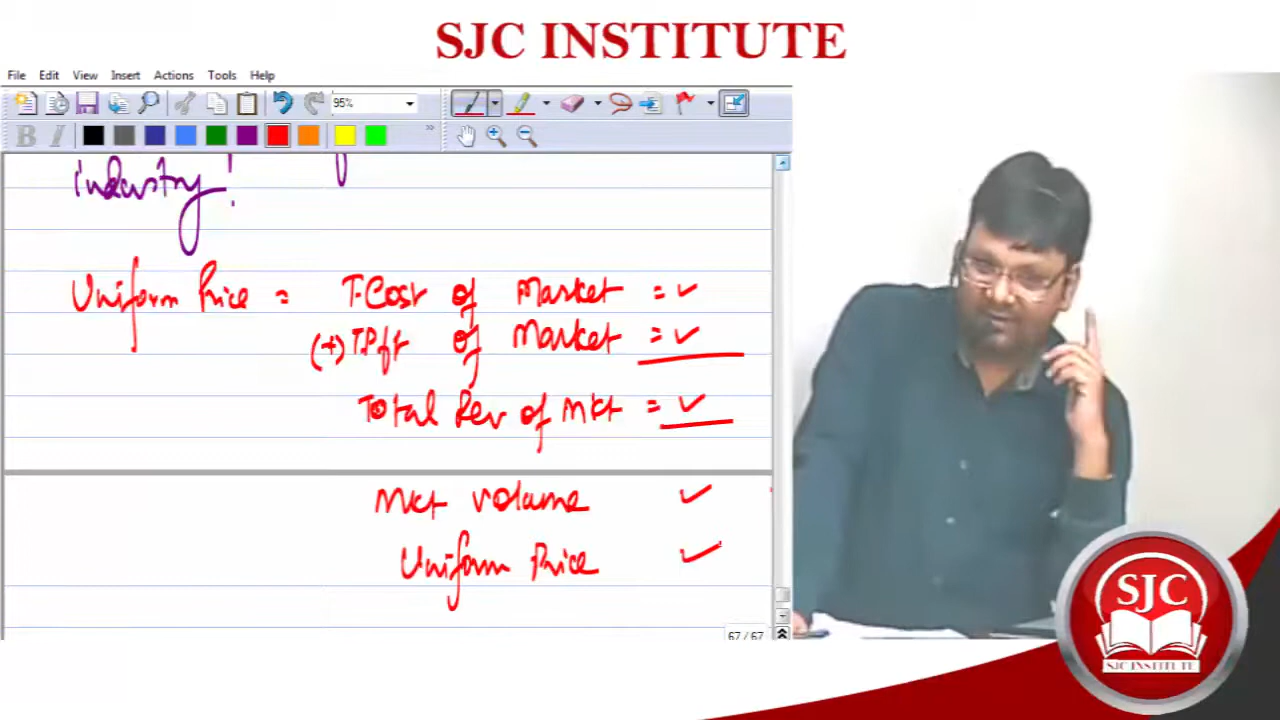 SJC INSTITUTE
File Edit View Insert Actions Tools Help
95%
B I
industry!
Uniform Price = T.Cost of Market = ✓
(+) T.Pft of Market = ✓
Total Rev of Mkt = ✓
Mkt volume ✓
Uniform Price ✓
67/67
SJC
SJC INSTITUTE